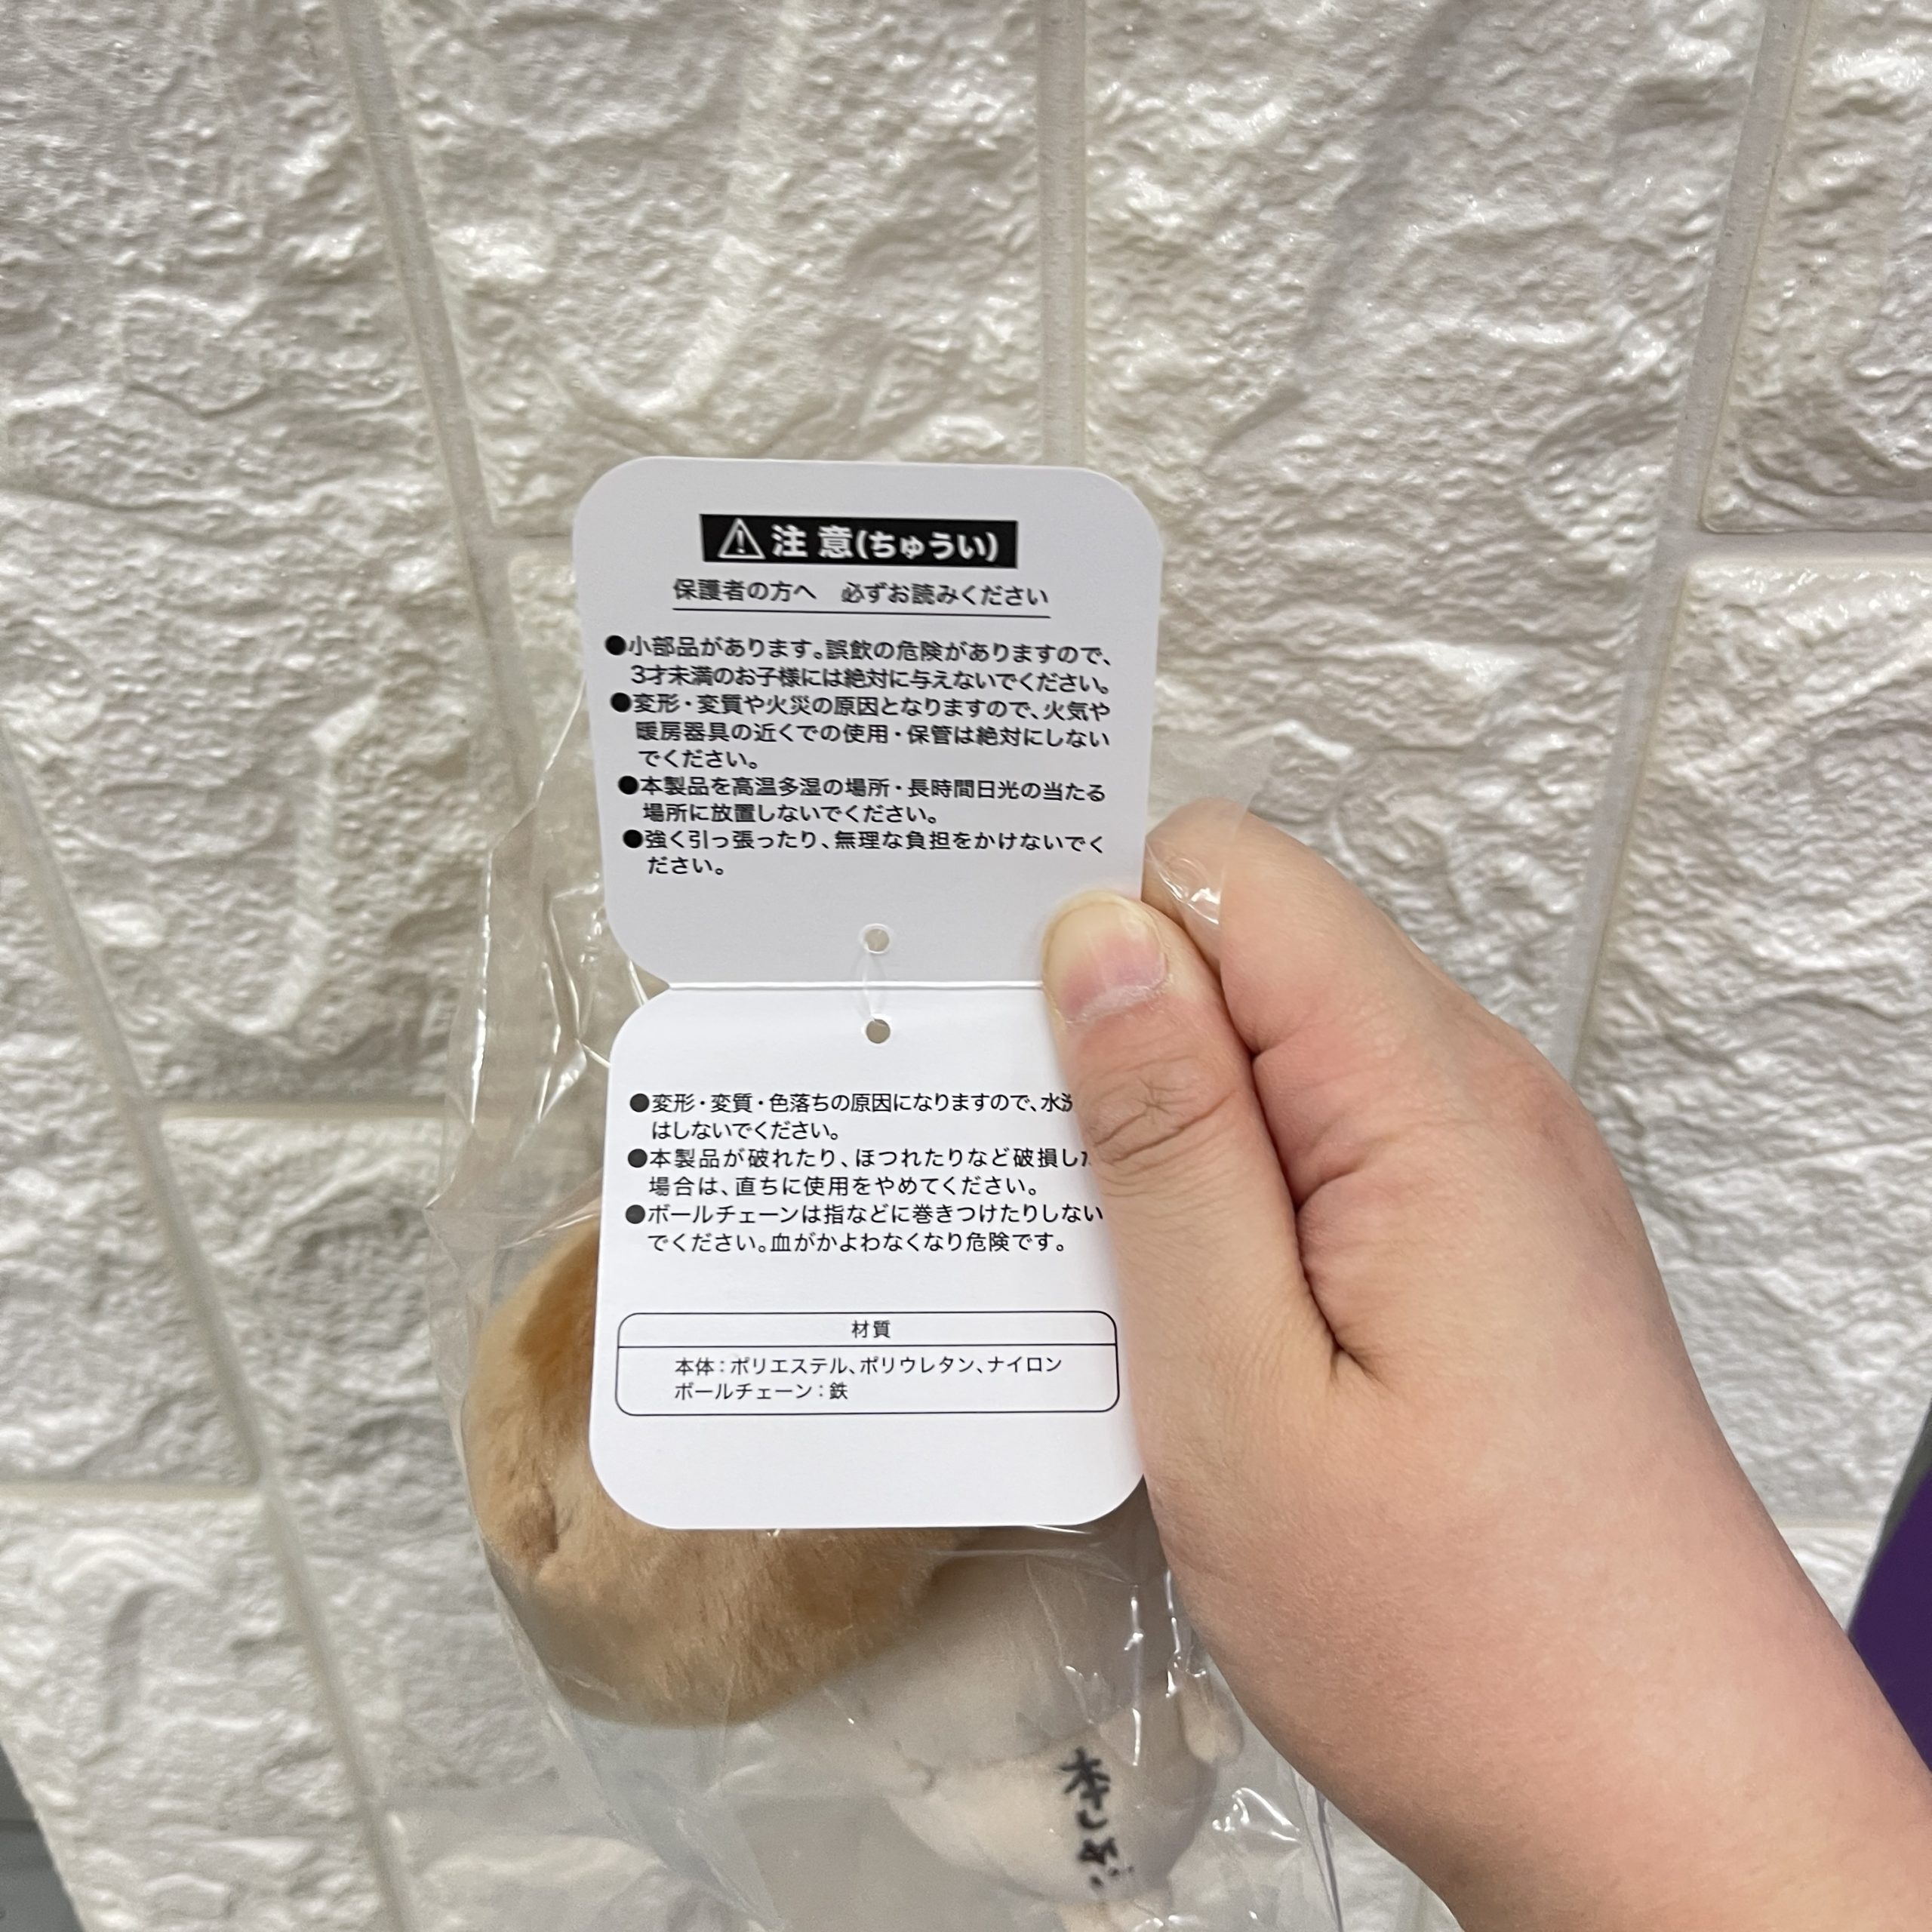 注意(ちゅうい)
保護者の方へ 必ずお読みください
●小部品があります。誤飲の危険がありますので、
3才未満のお子様には絶対に与えないでください。
●変形・変質や火災の原因となりますので、火気や
暖房器具の近くでの使用・保管は絶対にしない
でください。
●本製品を高温多湿の場所・長時間日光の当たる
場所に放置しないでください。
●強く引っ張ったり、無理な負担をかけないでく
ださい。
●変形・変質・色落ちの原因になりますので、水
はしないでください。
●本製品が破れたり、ほつれたりなど破損し
場合は、直ちに使用をやめてください。
●ボールチェーンは指などに巻きつけたりしない
でください。血がかよわなくなり危険です。
材質
本体：ポリエステル、ポリウレタン、ナイロン
ボールチェーン：鉄
本しめじ